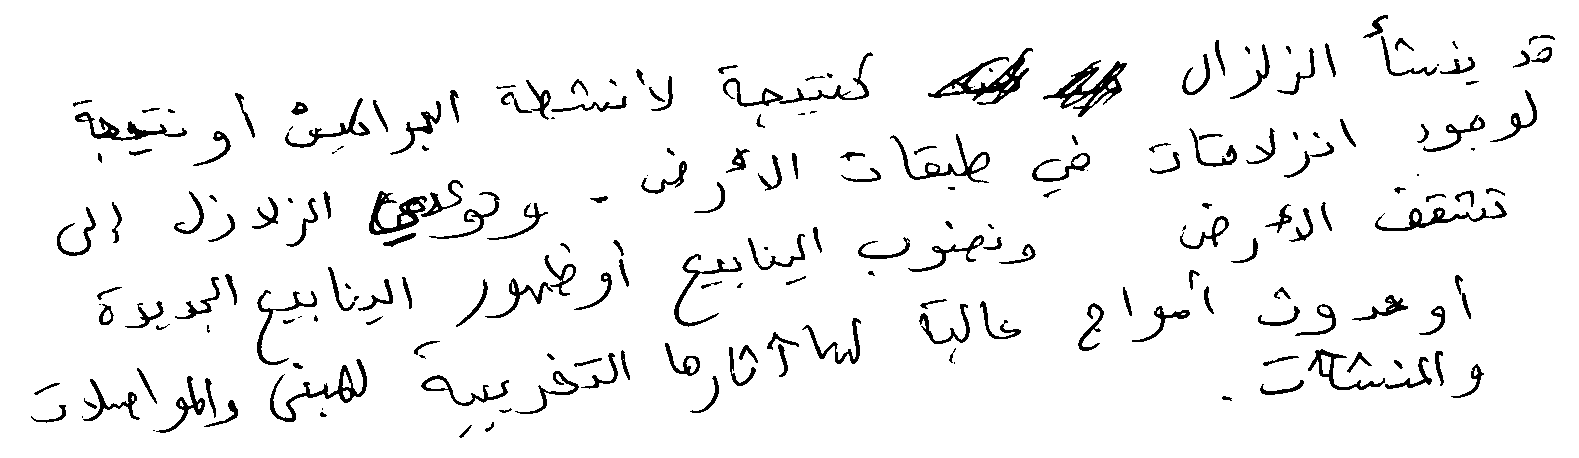 قد ينشأ الزلزال كنتيجة لأنشطة البراكين أو نتيجة
لوجود انزلاقات في طبقات الأرض. وتؤدي الزلازل إلى
تشقق الأرض ونضوب الينابيع أو ظهور الينابيع الجديدة
أو حدوث أمواج عالية لها آثارها التخريبية للمبنى والمواصلات
والمنشآت.